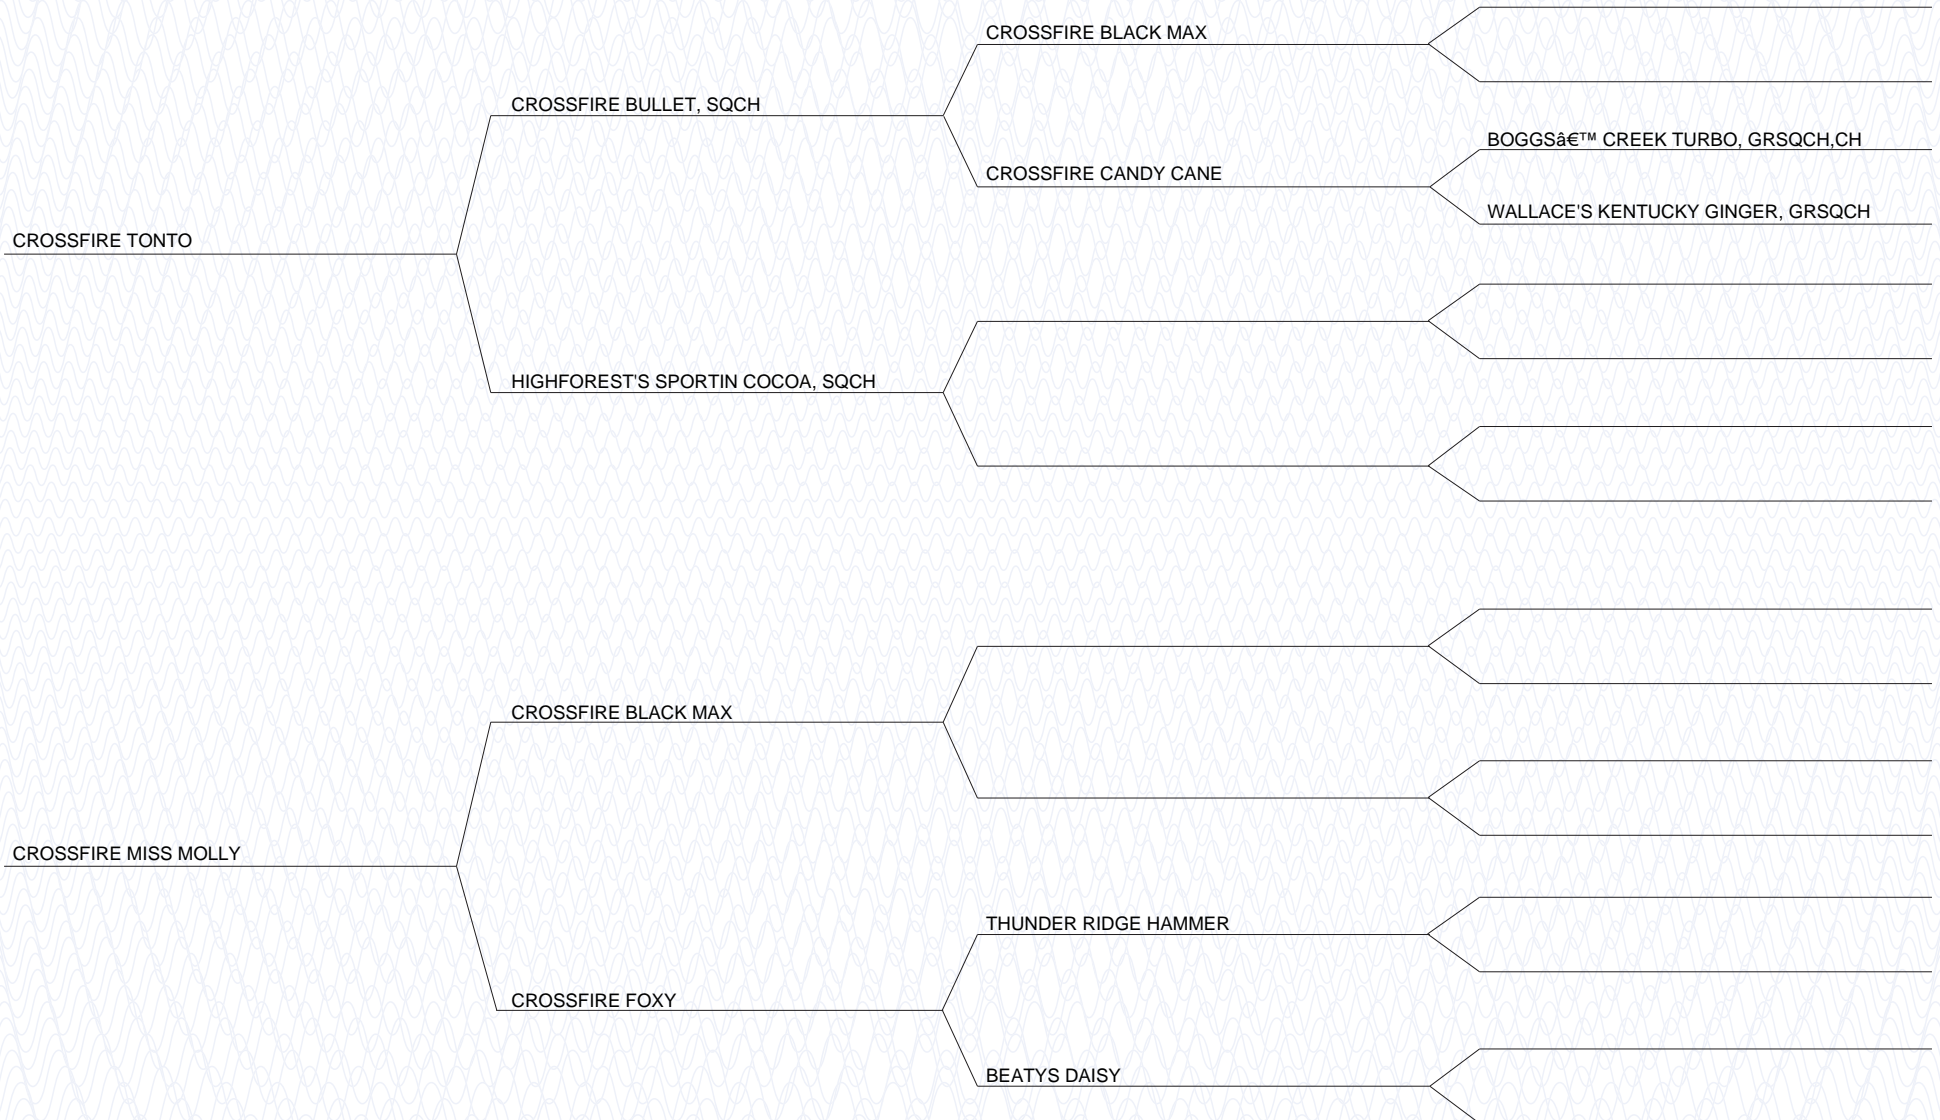 CROSSFIRE BLACK MAX
CROSSFIRE BULLET, SQCH
BOGGSâ€™ CREEK TURBO, GRSQCH,CH
CROSSFIRE CANDY CANE
WALLACE'S KENTUCKY GINGER, GRSQCH
CROSSFIRE TONTO
HIGHFOREST'S SPORTIN COCOA, SQCH
CROSSFIRE BLACK MAX
CROSSFIRE MISS MOLLY
THUNDER RIDGE HAMMER
CROSSFIRE FOXY
BEATYS DAISY